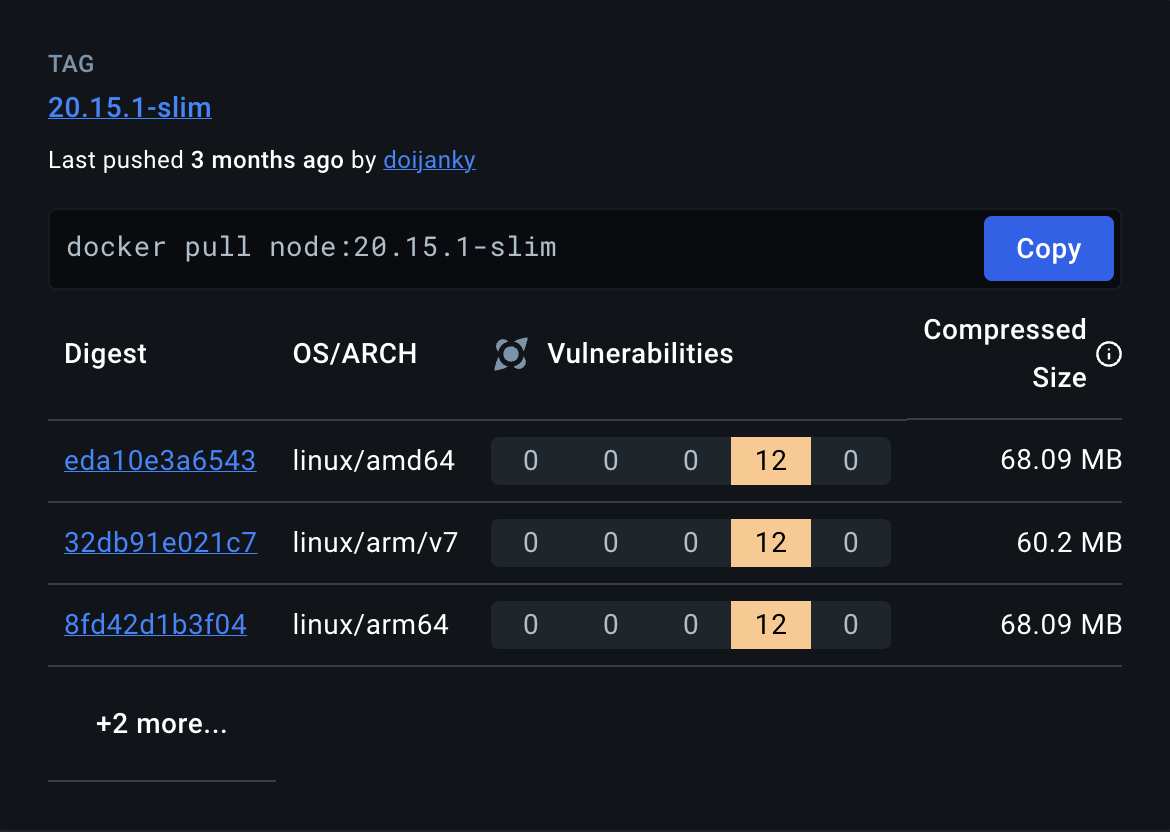 TAG
20.15.1-slim
Last pushed 3 months ago by doijanky
docker pull node:20.15.1-slim Copy
Digest OS/ARCH Vulnerabilities Compressed Size
eda10e3a6543 linux/amd64 0 0 0 12 0 68.09 MB
32db91e021c7 linux/arm/v7 0 0 0 12 0 60.2 MB
8fd42d1b3f04 linux/arm64 0 0 0 12 0 68.09 MB
+2 more...